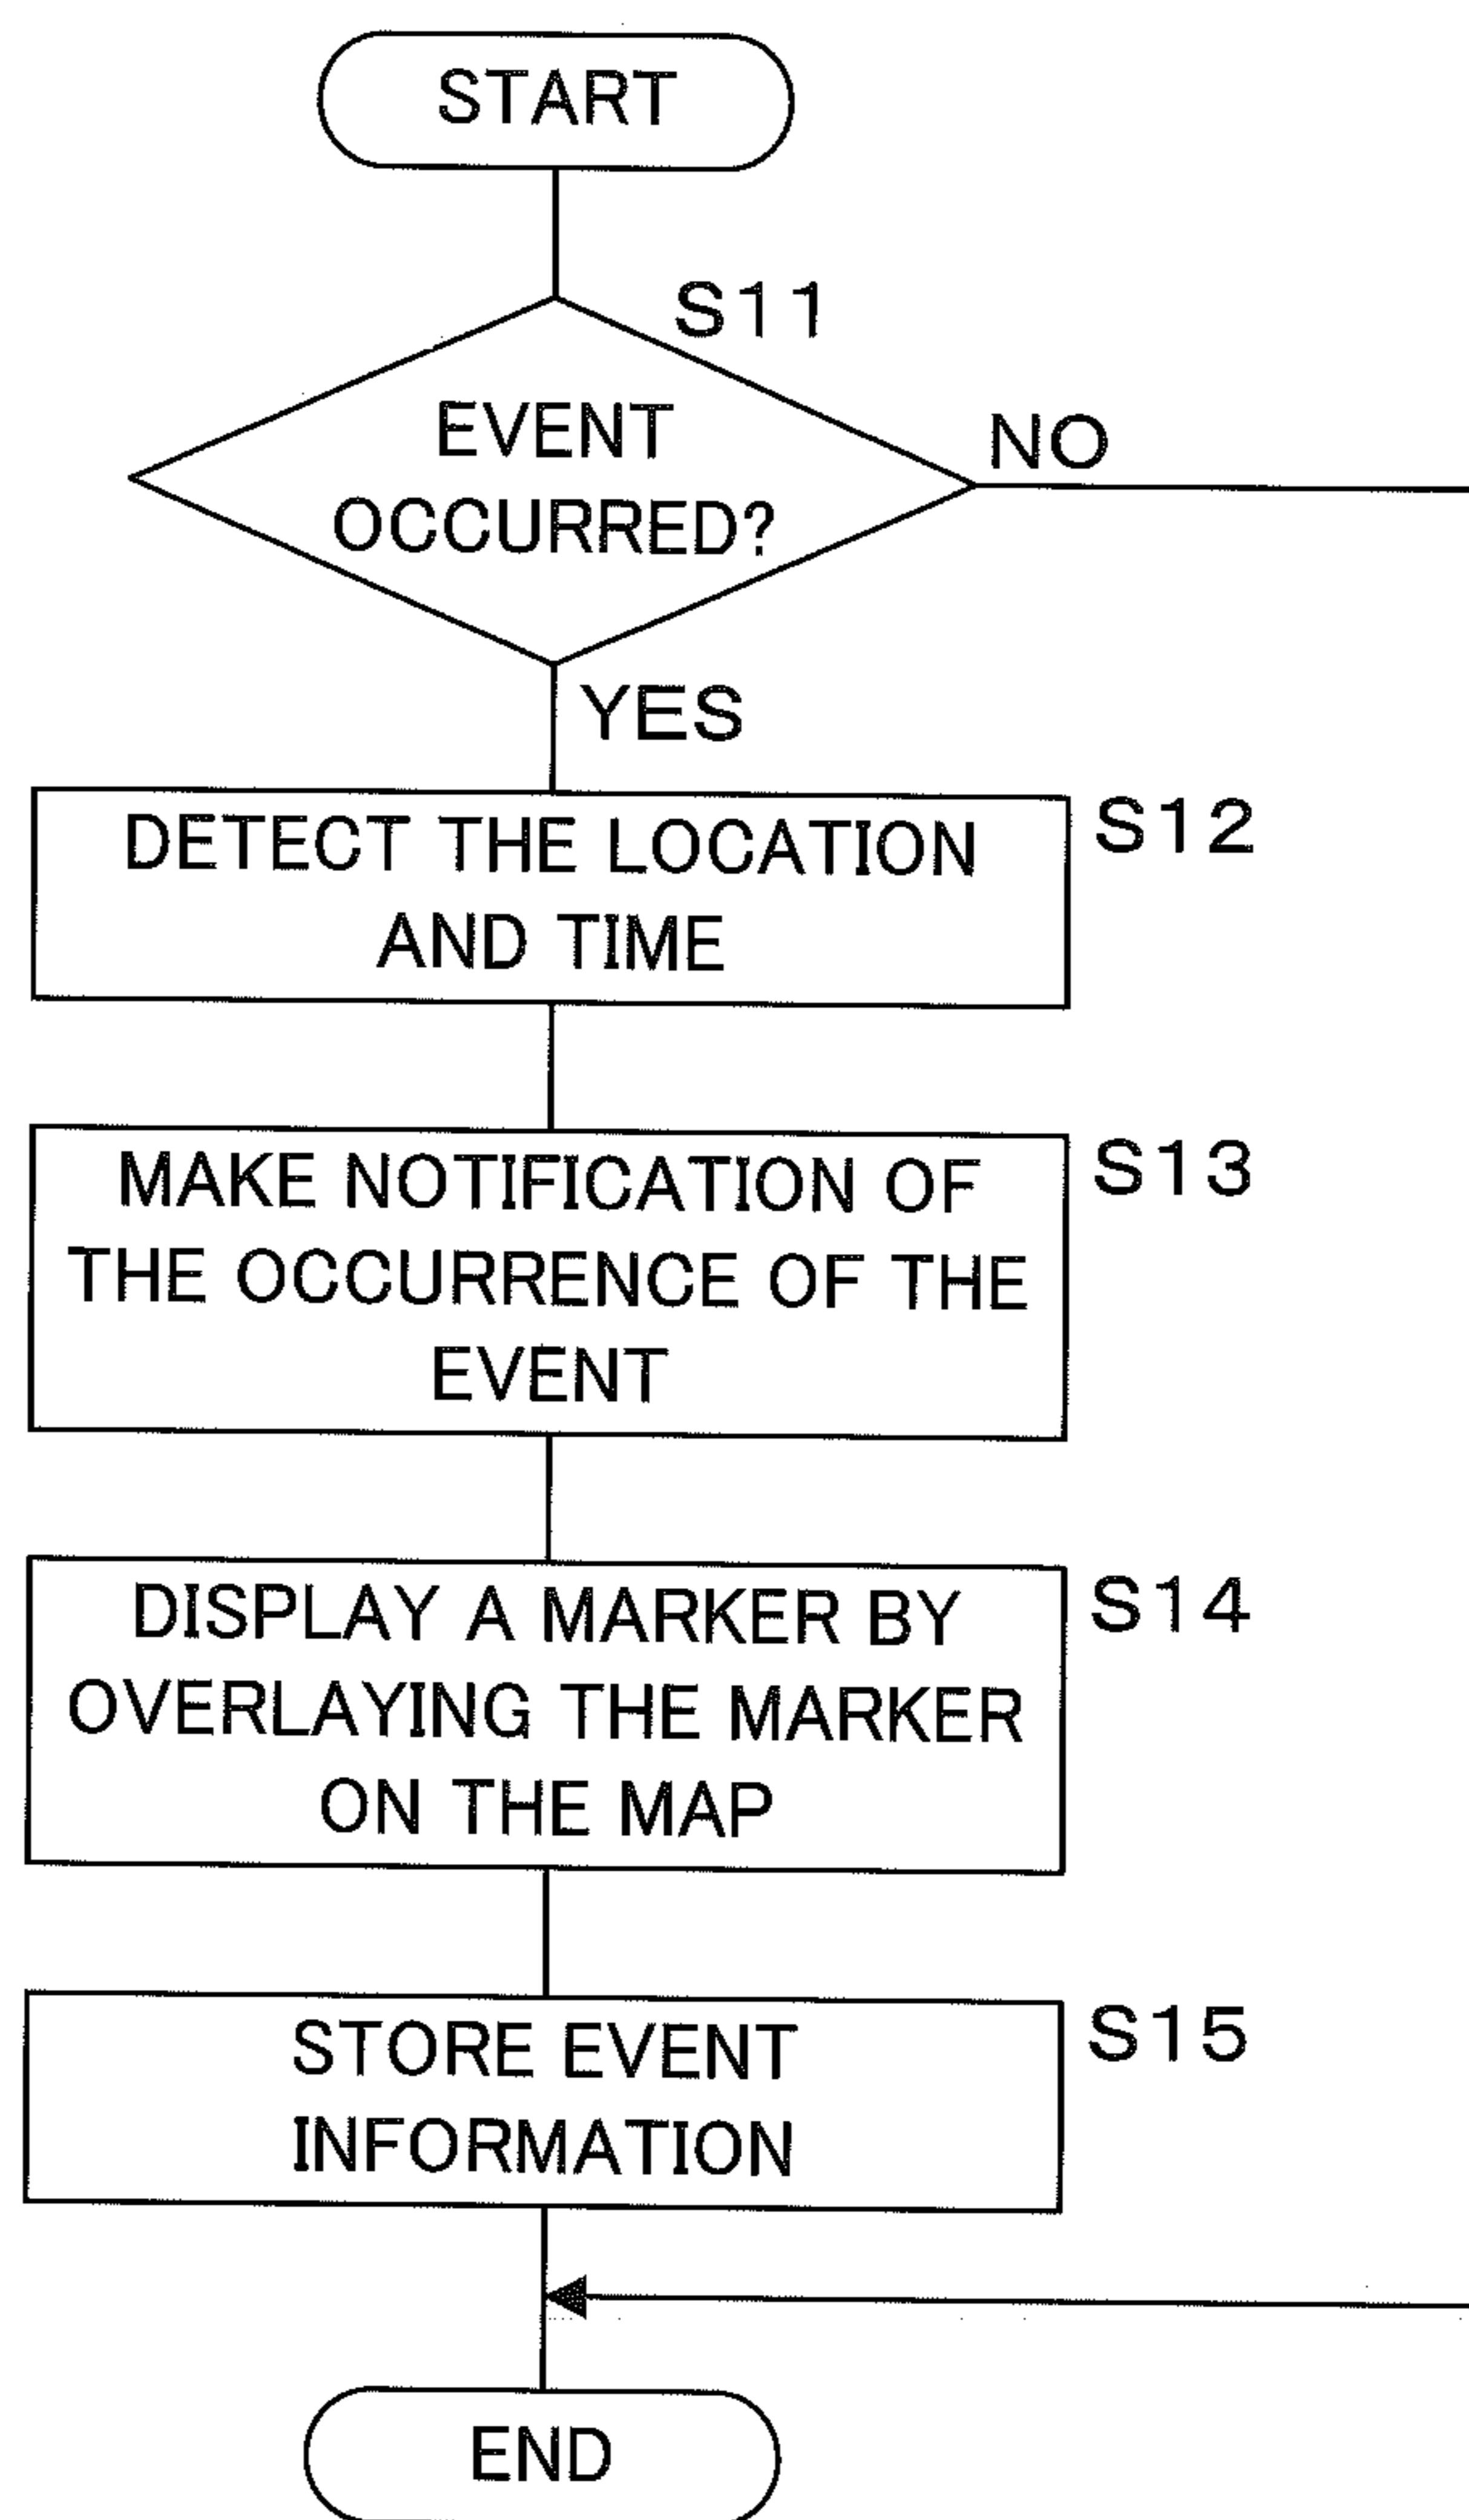 START
S11
EVENT
OCCURRED?
NO
YES
S12
DETECT THE LOCATION
AND TIME
S13
MAKE NOTIFICATION OF
THE OCCURRENCE OF THE
EVENT
S14
DISPLAY A MARKER BY
OVERLAYING THE MARKER
ON THE MAP
S15
STORE EVENT
INFORMATION
END